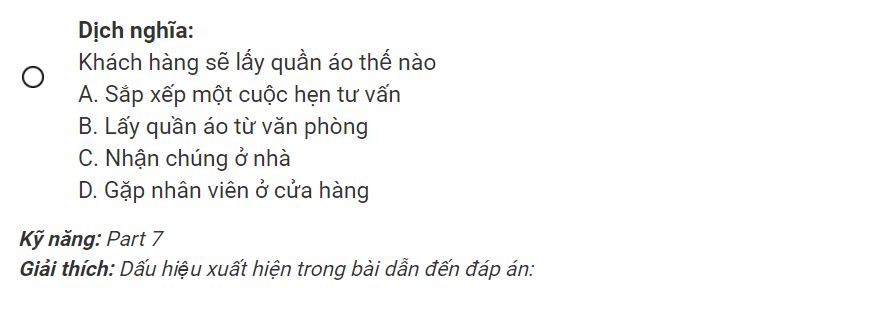 Dịch nghĩa:
Khách hàng sẽ lấy quần áo thế nào
A. Sắp xếp một cuộc hẹn tư vấn
B. Lấy quần áo từ văn phòng
C. Nhận chúng ở nhà
D. Gặp nhân viên ở cửa hàng
Kỹ năng: Part 7
Giải thích: Dấu hiệu xuất hiện trong bài dẫn đến đáp án: